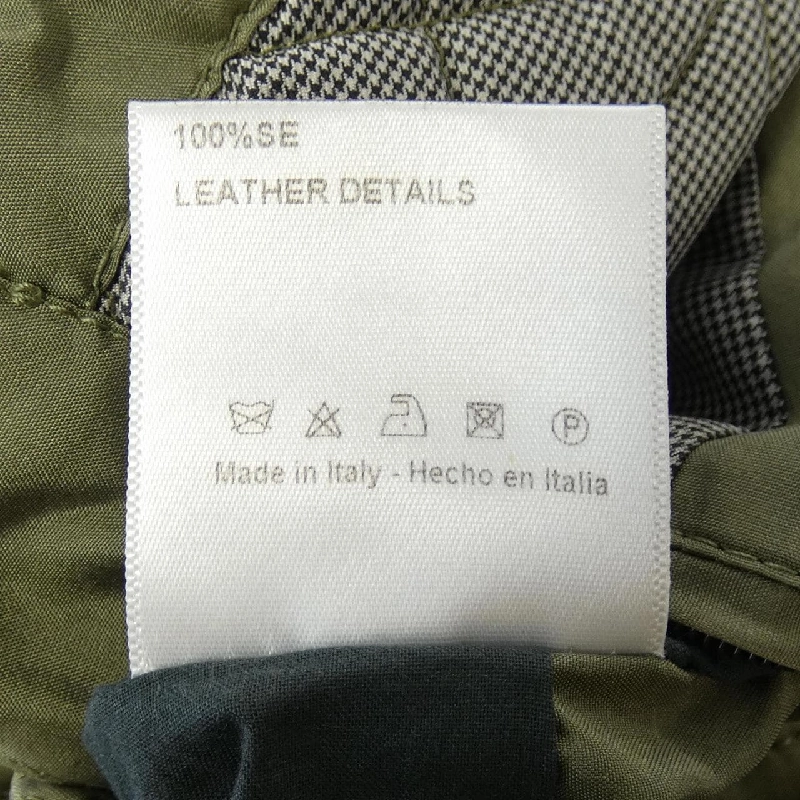 100%SE
LEATHER DETAILS
P
Made in Italy - Hecho en Italia